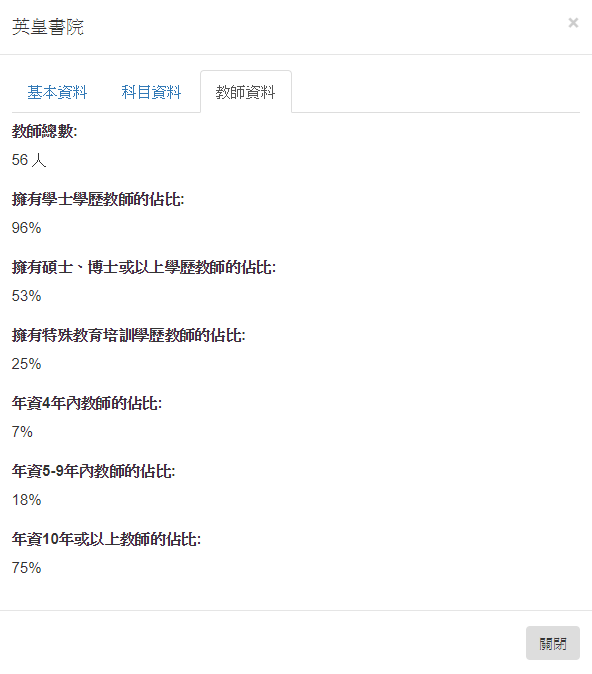 英皇書院
×
基本資料 科目資料 教師資料
教師總數:
56 人
擁有學士學歷教師的佔比:
96%
擁有碩士、博士或以上學歷教師的佔比:
53%
擁有特殊教育培訓學歷教師的佔比:
25%
年資4年內教師的佔比:
7%
年資5-9年內教師的佔比:
18%
年資10年或以上教師的佔比:
75%
關閉